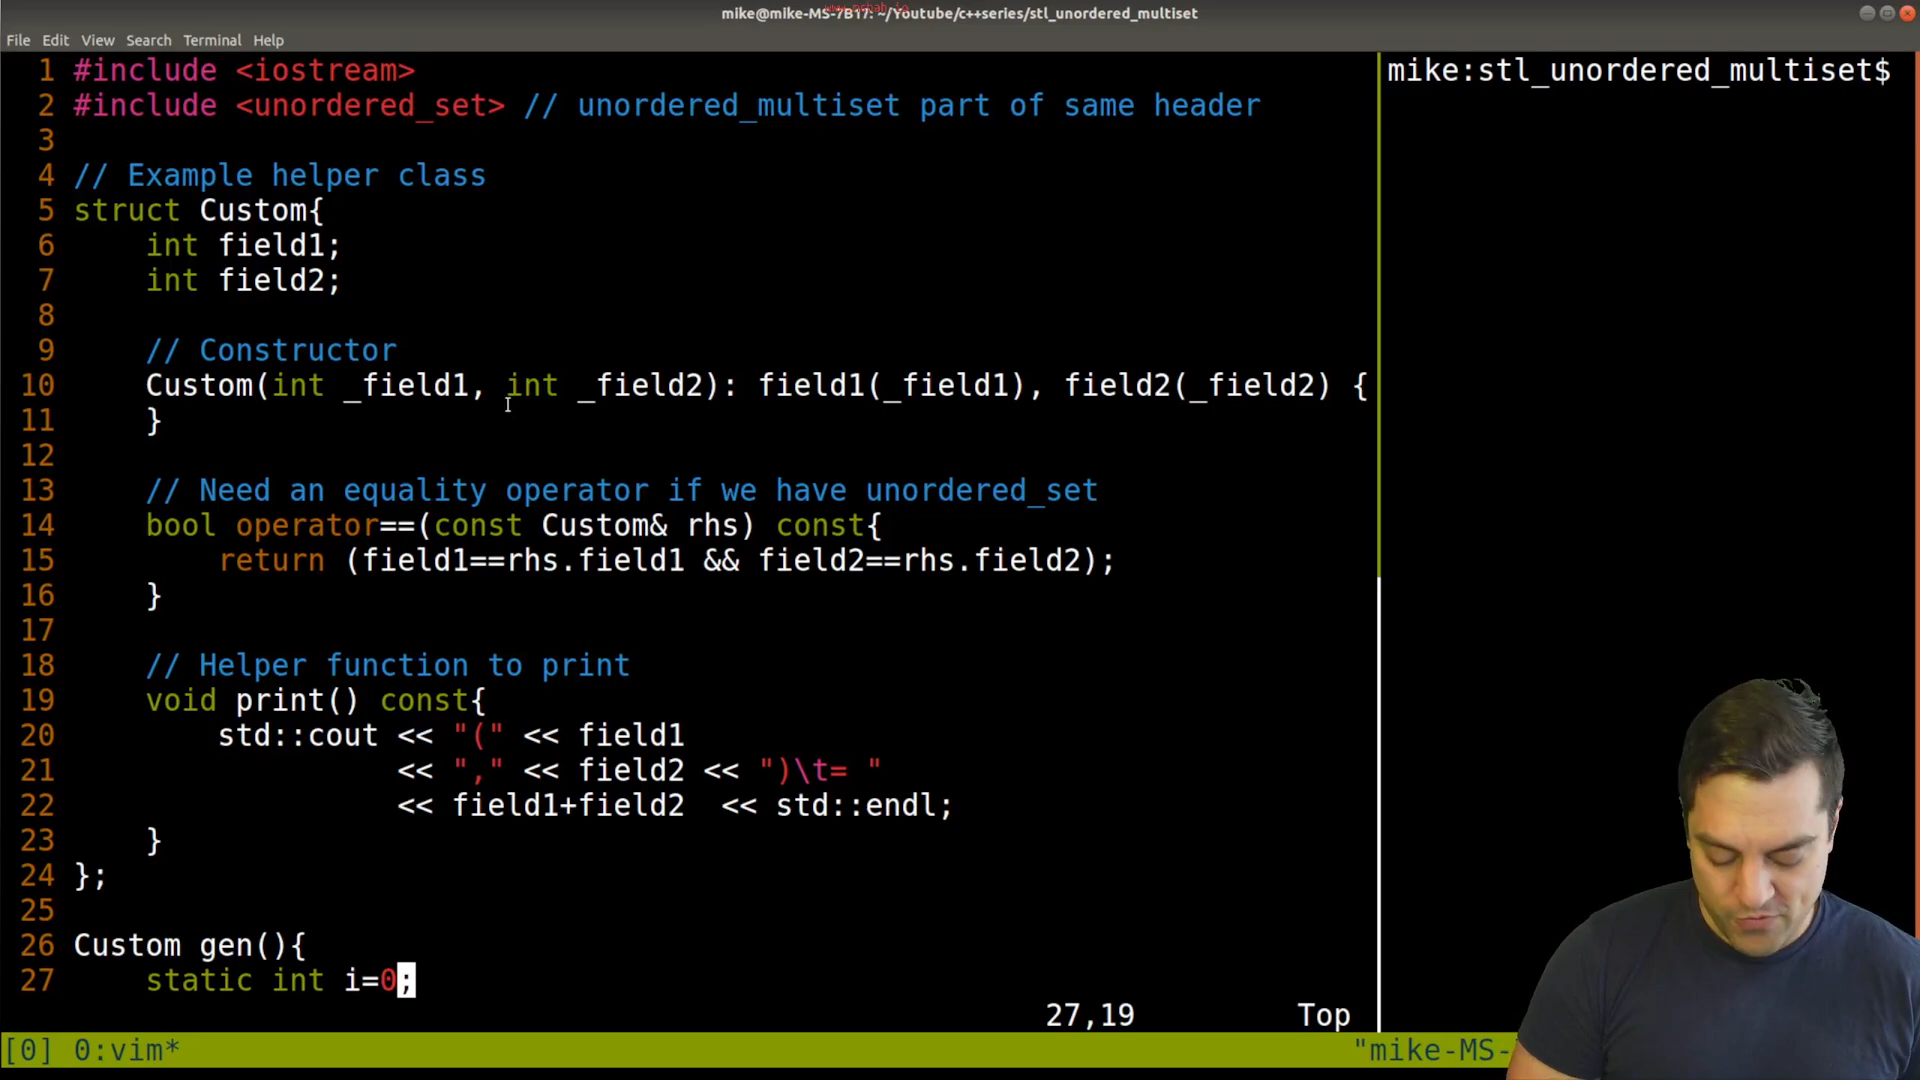 www.mshah.io
mike@mike-MS-7B17: ~/Youtube/c++series/stl_unordered_multiset
File Edit View Search Terminal Help
1 #include <iostream>
2 #include <unordered_set> // unordered_multiset part of same header
3
4 // Example helper class
5 struct Custom{
6     int field1;
7     int field2;
8
9     // Constructor
10     Custom(int _field1, int _field2): field1(_field1), field2(_field2) {
11     }
12
13     // Need an equality operator if we have unordered_set
14     bool operator==(const Custom& rhs) const{
15         return (field1==rhs.field1 && field2==rhs.field2);
16     }
17
18     // Helper function to print
19     void print() const{
20         std::cout << "(" << field1
21                   << "," << field2 << ")\t= "
22                   << field1+field2  << std::endl;
23     }
24 };
25
26 Custom gen(){
27     static int i=0;
27,19 Top
mike:stl_unordered_multiset$
[0] 0:vim* "mike-MS-